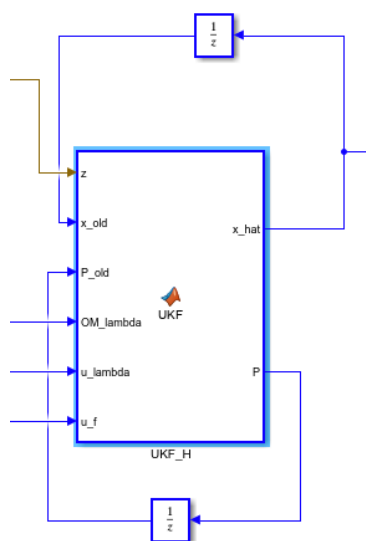 1
z
z
x_old
x_hat
P_old
UKF
OM_lambda
u_lambda
P
u_f
UKF_H
1
z